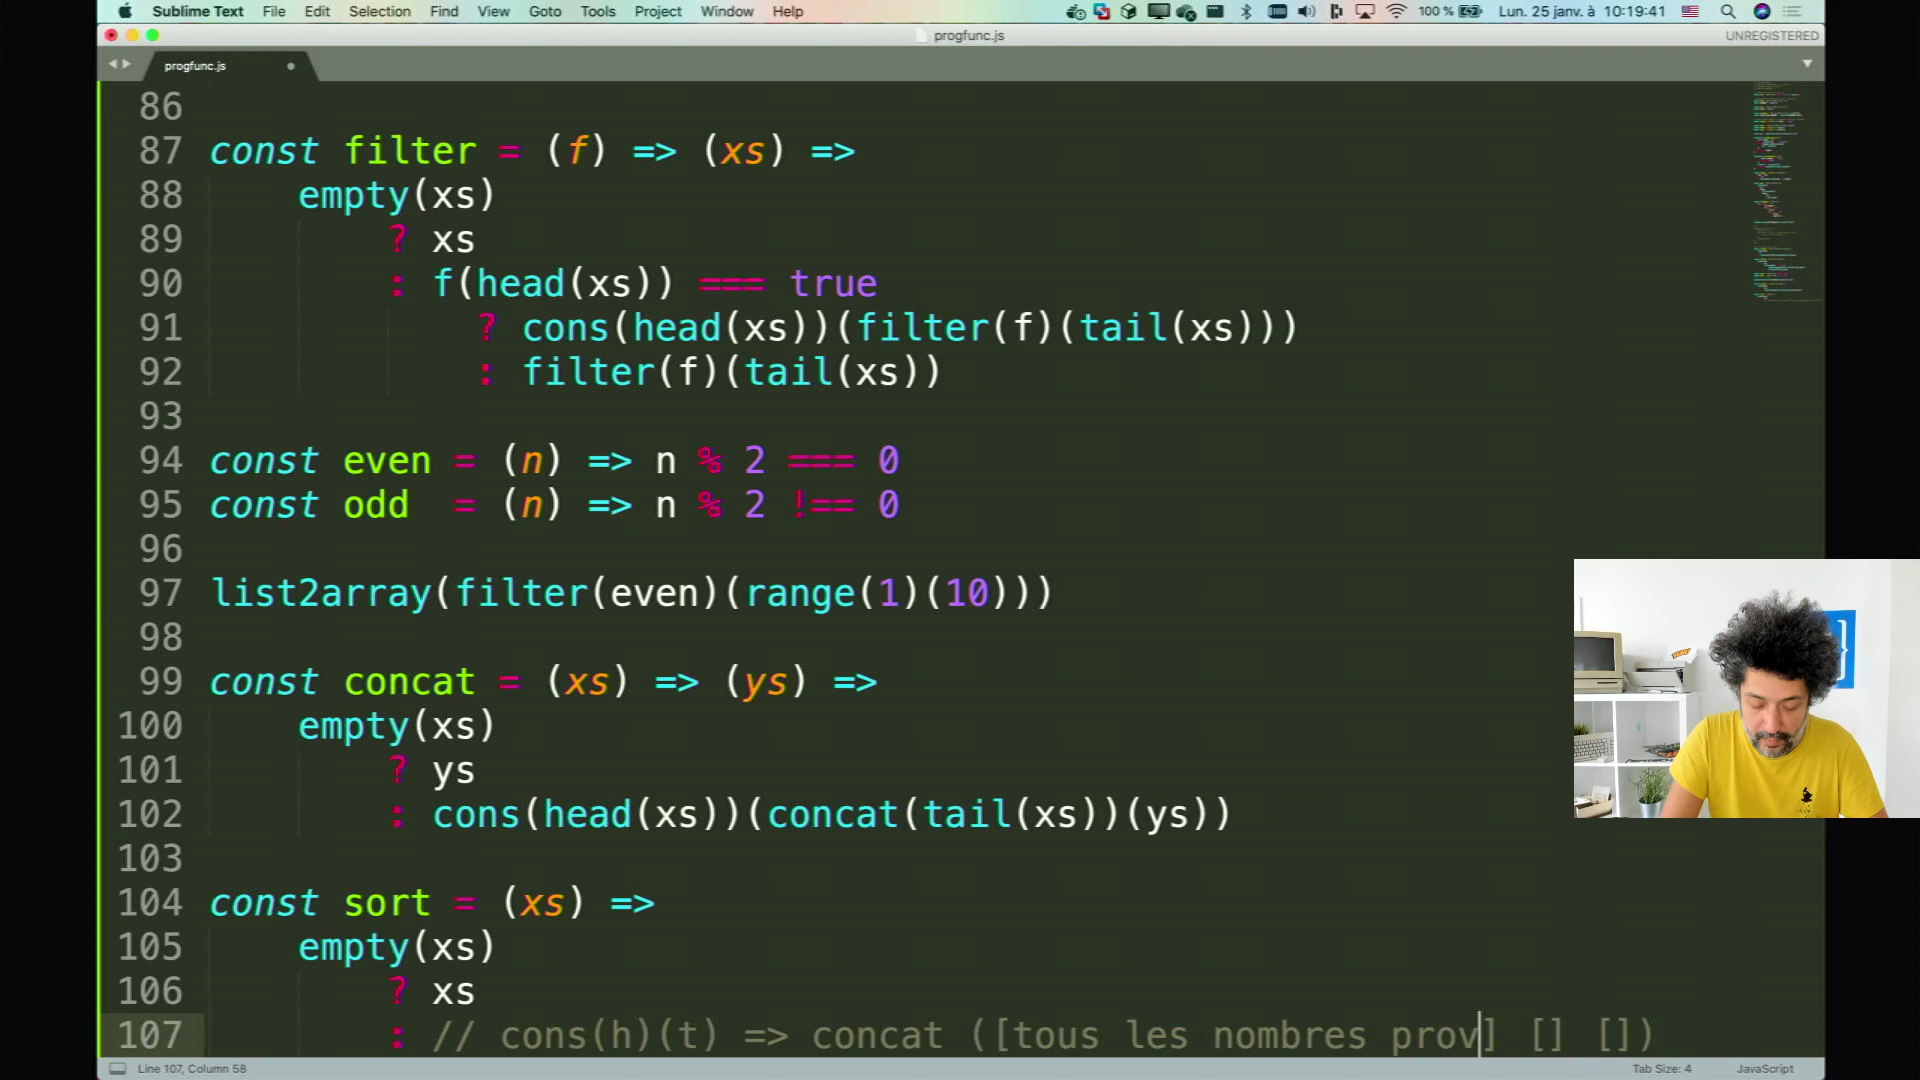 Sublime Text File Edit Selection Find View Goto Tools Project Window Help 100 % Lun. 25 janv. à 10:19:41
progfunc.js UNREGISTERED
progfunc.js
86
87 const filter = (f) => (xs) =>
88 empty(xs)
89 ? xs
90 : f(head(xs)) === true
91 ? cons(head(xs))(filter(f)(tail(xs)))
92 : filter(f)(tail(xs))
93
94 const even = (n) => n % 2 === 0
95 const odd = (n) => n % 2 !== 0
96
97 list2array(filter(even)(range(1)(10)))
98
99 const concat = (xs) => (ys) =>
100 empty(xs)
101 ? ys
102 : cons(head(xs))(concat(tail(xs))(ys))
103
104 const sort = (xs) =>
105 empty(xs)
106 ? xs
107 : // cons(h)(t) => concat ([tous les nombres prov] [] [])
Line 107, Column 58 Tab Size: 4 JavaScript